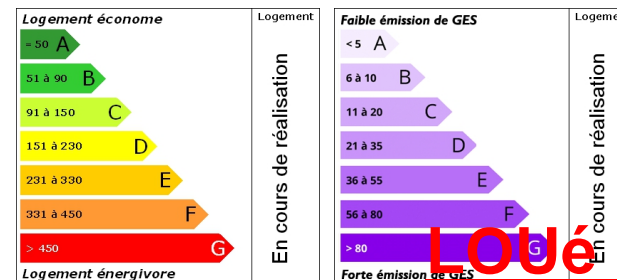 Logement économe
Logement
= 50 A
51 à 90 B
91 à 150 C
151 à 230 D
231 à 330 E
331 à 450 F
> 450 G
Logement énergivore
En cours de réalisation
Faible émission de GES
Logeme
< 5 A
6 à 10 B
11 à 20 C
21 à 35 D
36 à 55 E
56 à 80 F
> 80 G
Forte émission de GES
En cours de réalisation
LOUé